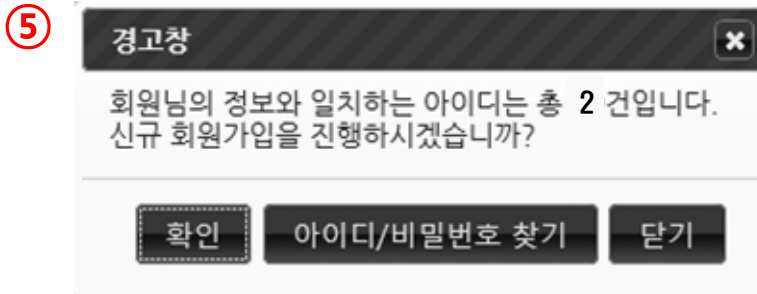 ⑤
경고창
회원님의 정보와 일치하는 아이디는 총 2건입니다.
신규 회원가입을 진행하시겠습니까?
확인 아이디/비밀번호 찾기 닫기